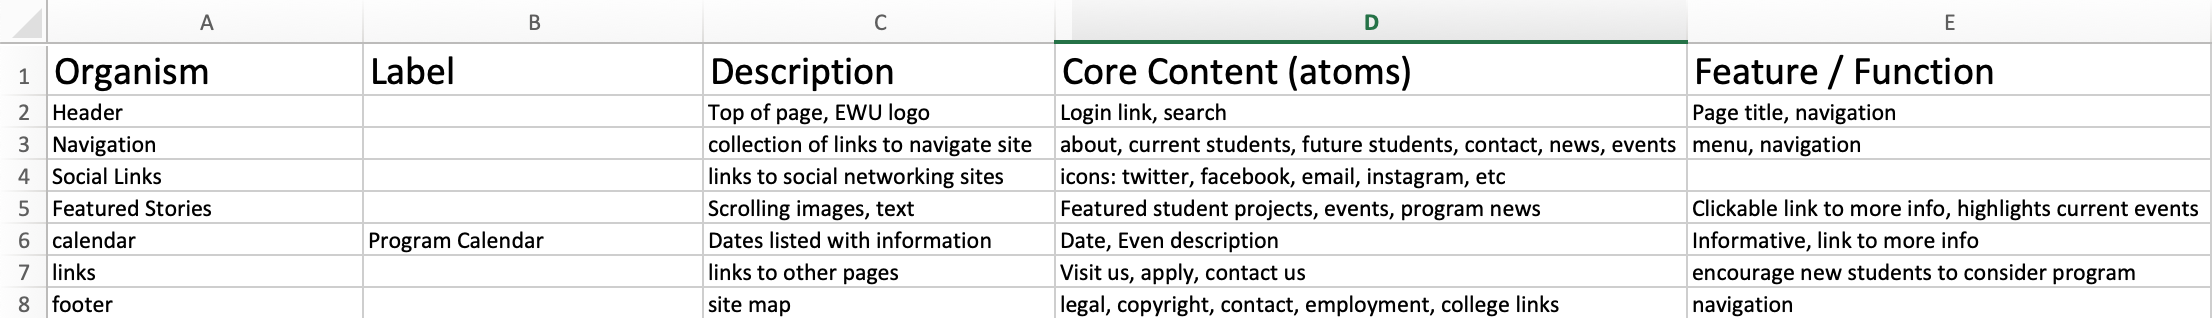 A B C D E
1 Organism Label Description Core Content (atoms) Feature / Function
2 Header Top of page, EWU logo Login link, search Page title, navigation
3 Navigation collection of links to navigate site about, current students, future students, contact, news, events menu, navigation
4 Social Links links to social networking sites icons: twitter, facebook, email, instagram, etc
5 Featured Stories Scrolling images, text Featured student projects, events, program news Clickable link to more info, highlights current events
6 calendar Program Calendar Dates listed with information Date, Even description Informative, link to more info
7 links links to other pages Visit us, apply, contact us encourage new students to consider program
8 footer site map legal, copyright, contact, employment, college links navigation